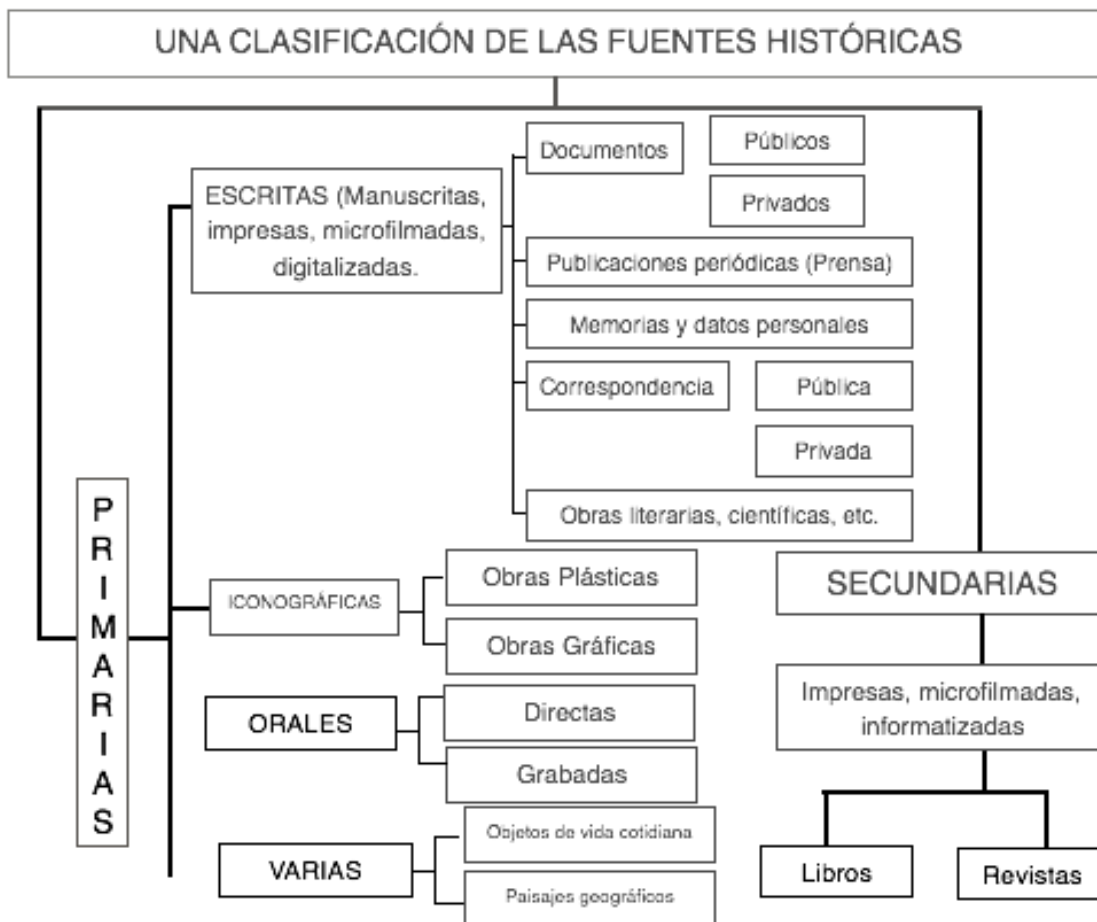 UNA CLASIFICACIÓN DE LAS FUENTES HISTÓRICAS
PRIMARIAS
ESCRITAS (Manuscritas,
impresas, microfilmadas,
digitalizadas.
Documentos
Públicos
Privados
Publicaciones periódicas (Prensa)
Memorias y datos personales
Correspondencia
Pública
Privada
Obras literarias, científicas, etc.
ICONOGRÁFICAS
Obras Plásticas
Obras Gráficas
ORALES
Directas
Grabadas
VARIAS
Objetos de vida cotidiana
Paisajes geográficos
SECUNDARIAS
Impresas, microfilmadas,
informatizadas
Libros
Revistas